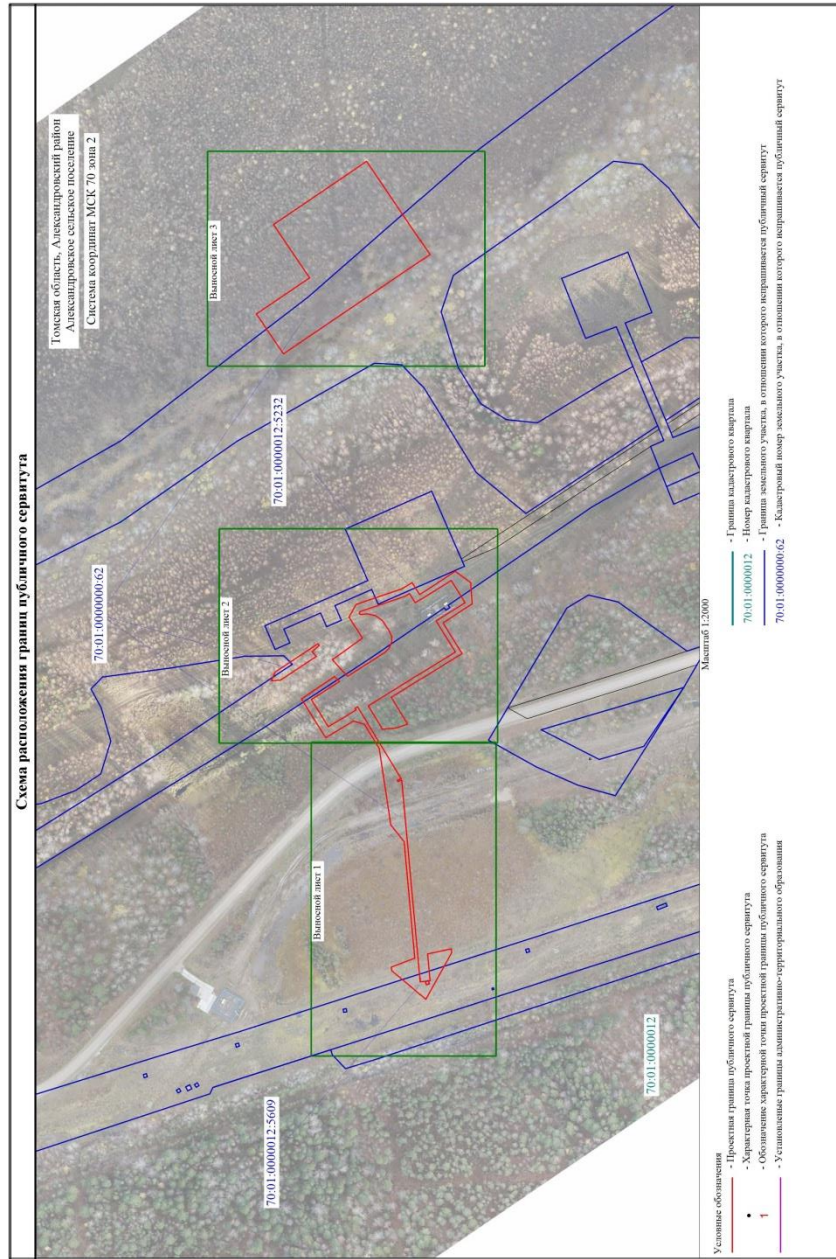 Схема расположения границ публичного сервитута
Томская область, Александровский район
Александровское сельское поселение
Система координат МСК 70 зона 2
70:01:0000000:62
70:01:0000012:5232
70:01:0000012:5609
70:01:0000012
Выносной лист 1
Выносной лист 2
Выносной лист 3
Масштаб 1:2000
Условные обозначения
- Проектная граница публичного сервитута
- Характерная точка проектной границы публичного сервитута
1 - Обозначение характерной точки проектной границы публичного сервитута
- Установленные границы административно-территориального образования
- Граница кадастрового квартала
70:01:0000012 - Номер кадастрового квартала
- Граница земельного участка, в отношении которого испрашивается публичный сервитут
70:01:0000000:62 - Кадастровый номер земельного участка, в отношении которого испрашивается публичный сервитут